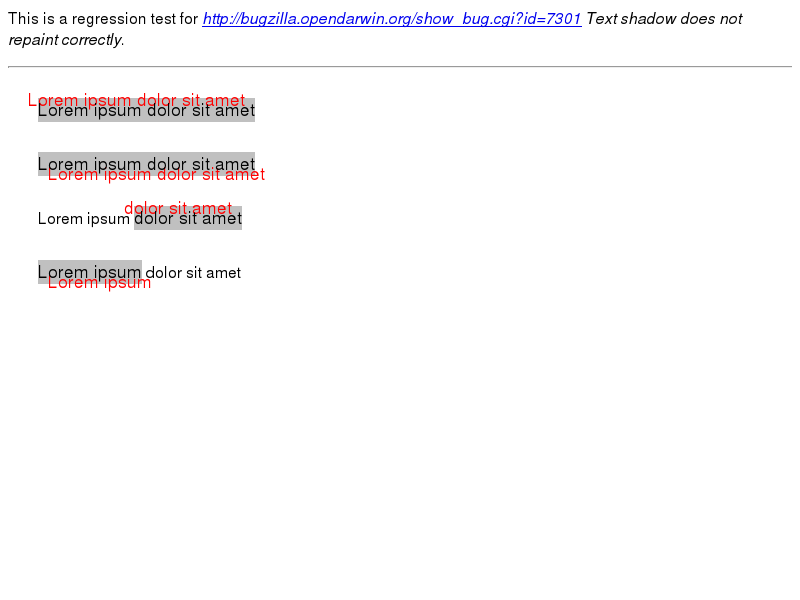 This is a regression test for http://bugzilla.opendarwin.org/show_bug.cgi?id=7301 Text shadow does not
repaint correctly.
Lorem ipsum dolor sit amet
Lorem ipsum dolor sit amet
Lorem ipsum dolor sit amet
Lorem ipsum dolor sit amet
dolor sit amet
Lorem ipsum dolor sit amet
Lorem ipsum dolor sit amet
Lorem ipsum